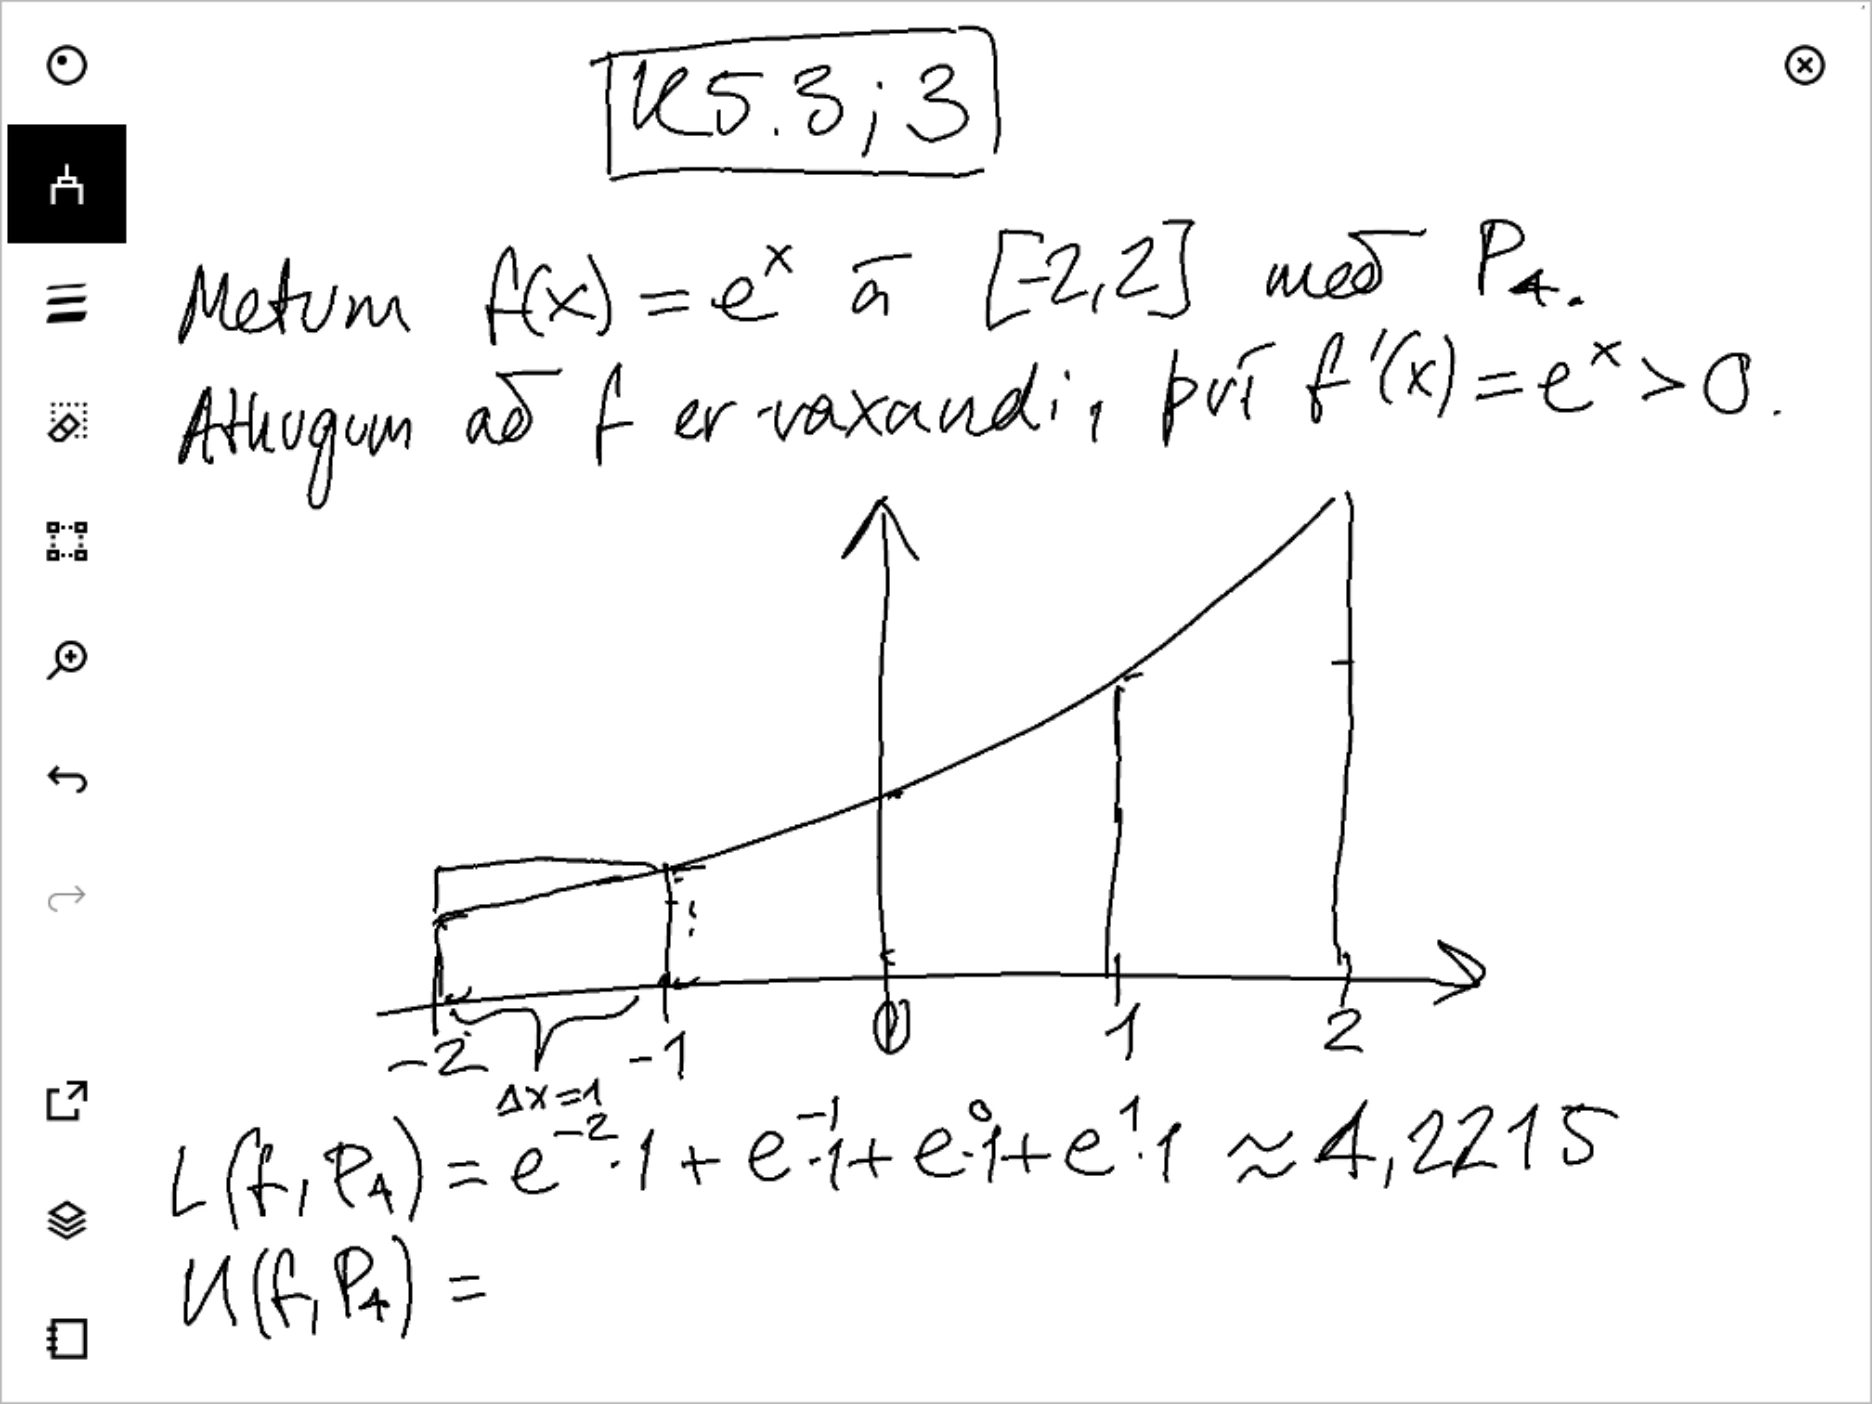 K5.3;3
Metum f(x) = e^x á [-2,2] með P₄.
Athugum að f er vaxandi, því f'(x) = e^x > 0.
-2 -1 0 1 2
Δx=1
L(f,P₄) = e^-2·1 + e^-1·1 + e^0·1 + e^1·1 ≈ 4,2215
U(f,P₄) =